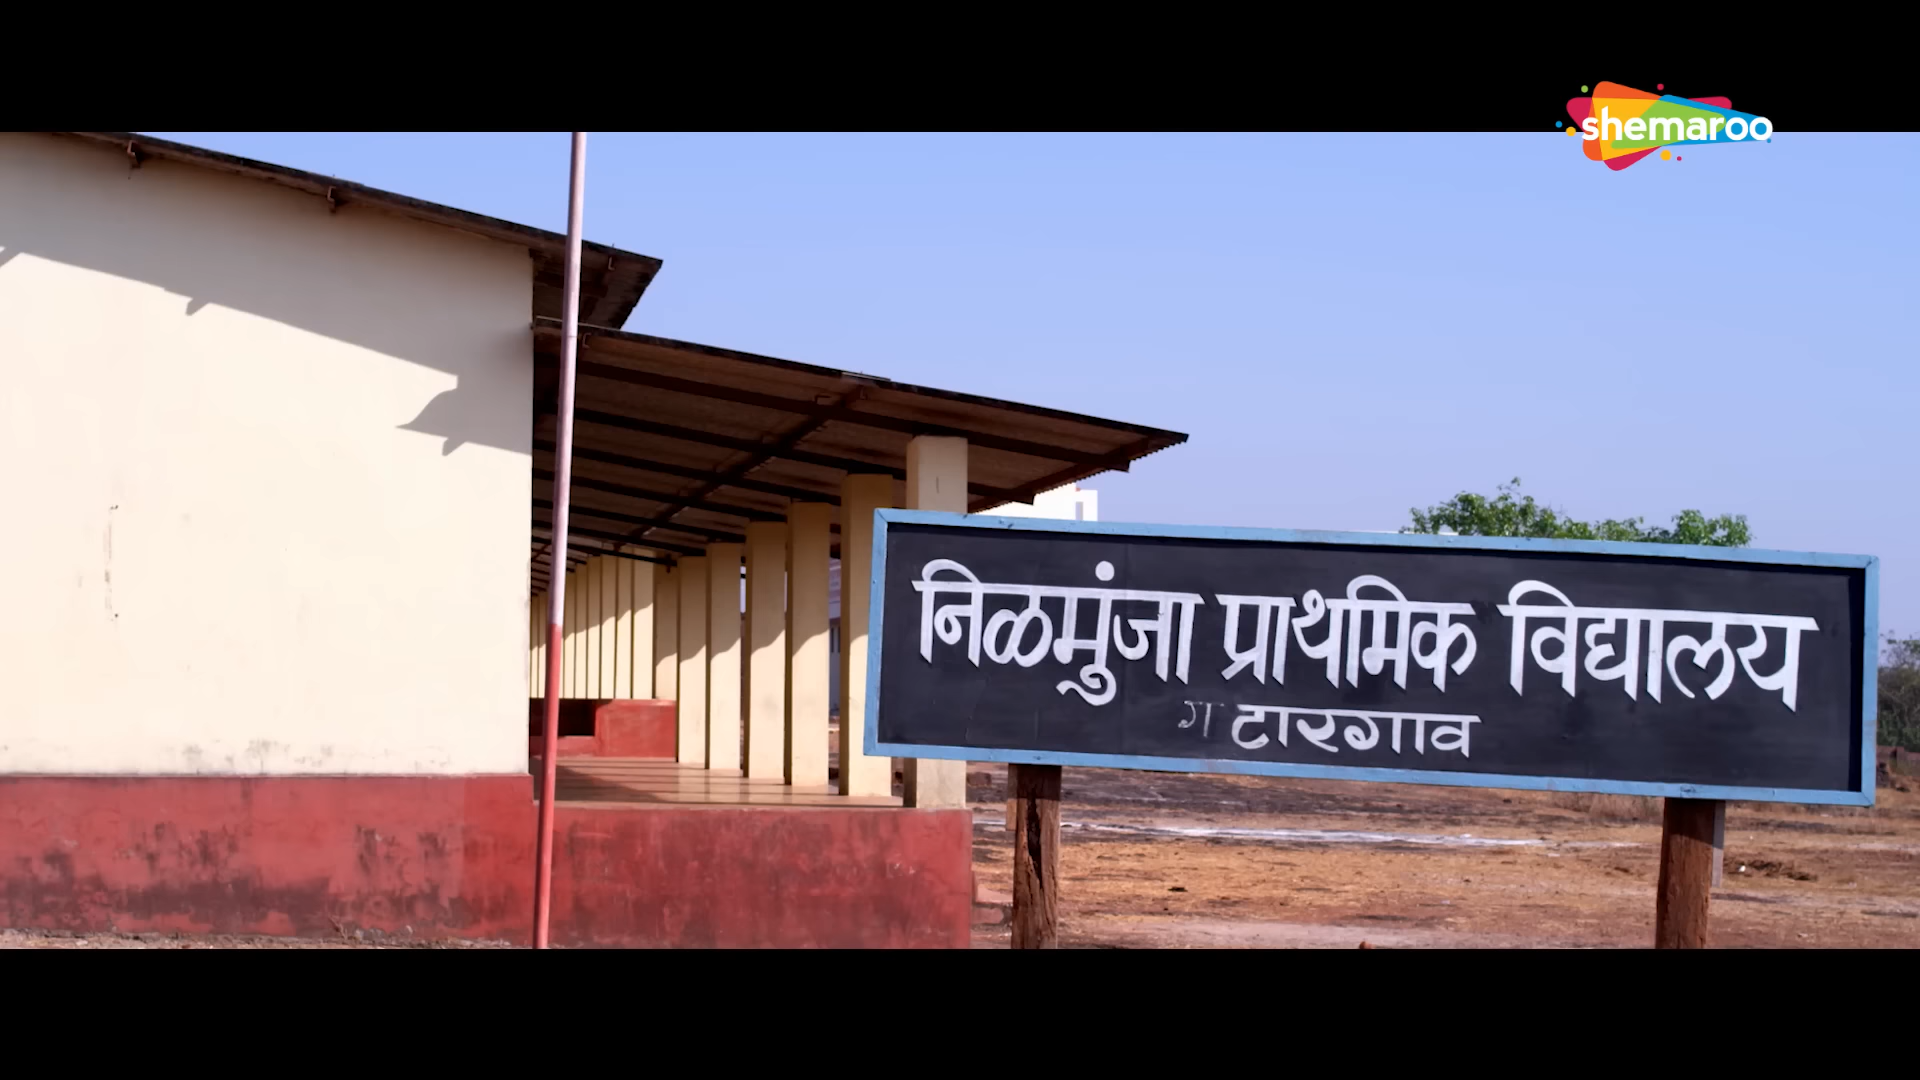 shemaroo
निळमुंजा प्राथमिक विद्यालय
ग टारगाव